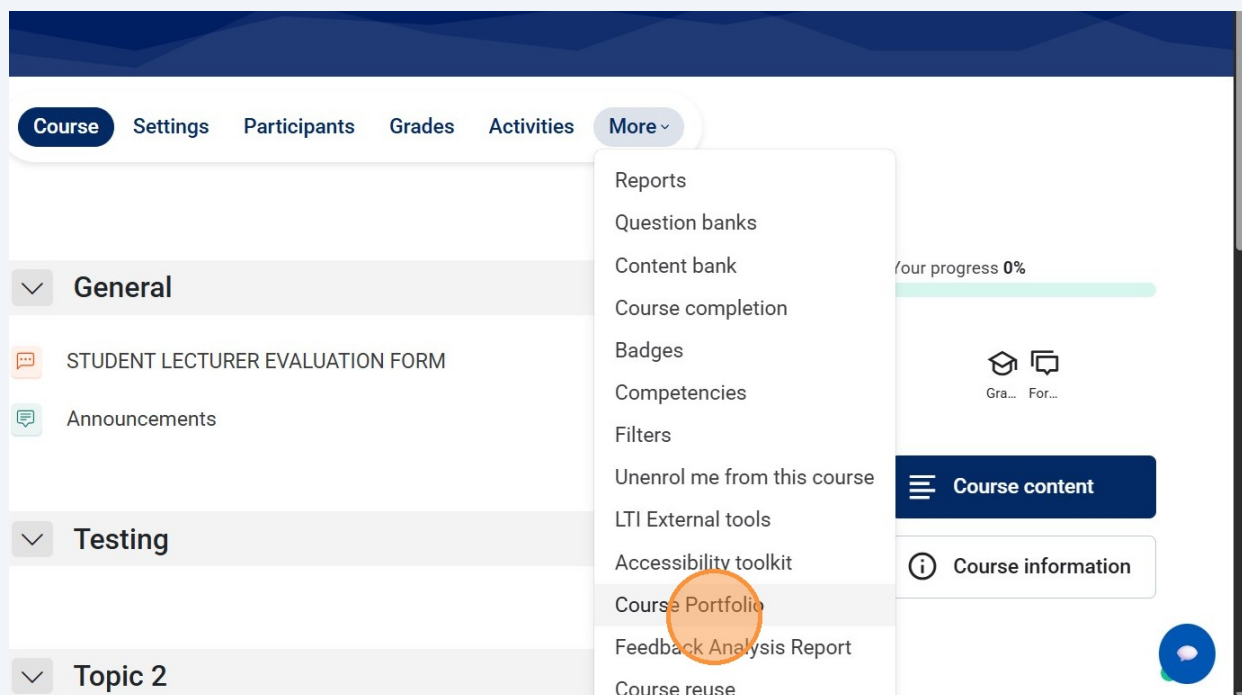 Course Settings Participants Grades Activities More
Reports
Question banks
Content bank
Course completion
Badges
Competencies
Filters
Unenrol me from this course
LTI External tools
Accessibility toolkit
Course Portfolio
Feedback Analysis Report
Course reuse
General
STUDENT LECTURER EVALUATION FORM
Announcements
Testing
Topic 2
Your progress 0%
Gra... For...
Course content
Course information